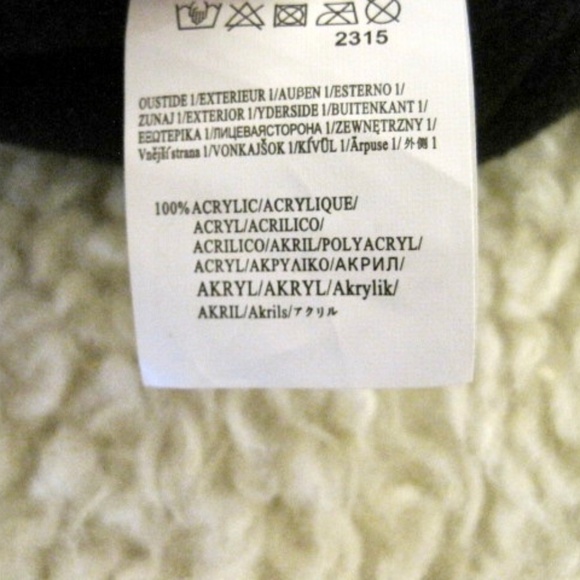 2315
OUSTIDE 1/EXTERIEUR 1/AUßEN 1/ESTERNO 1/
ZUNAJ 1/EXTERIOR 1/YDERSIDE 1/BUITENKANT 1/
ΕΞΩΤΕΡΙΚΑ 1/ЛИЦЕВАЯСТОРОНА 1/ZEWNĘTRZNY 1/
Vnější strana 1/VONKAJŠOK 1/KÍVŰL 1/Ārpuse 1/ 外側 1
100% ACRYLIC/ACRYLIQUE/
ACRYL/ACRILICO/
ACRILICO/AKRIL/POLYACRYL/
ACRYL/ΑΚΡΥΛΙΚΟ/АКРИЛ/
AKRYL/AKRYL/Akrylik/
AKRIL/Akrils/アクリル